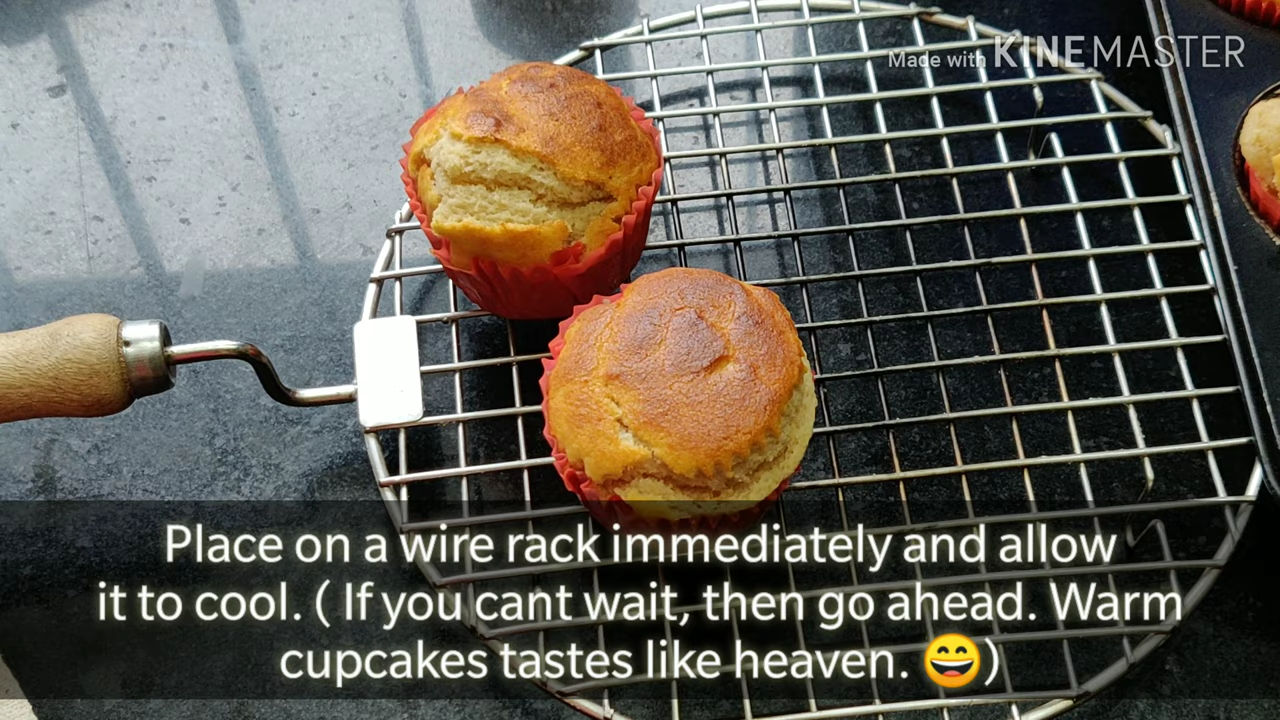 Made with KINEMASTER
Place on a wire rack immediately and allow
it to cool. ( If you cant wait, then go ahead. Warm
cupcakes tastes like heaven. 😄)